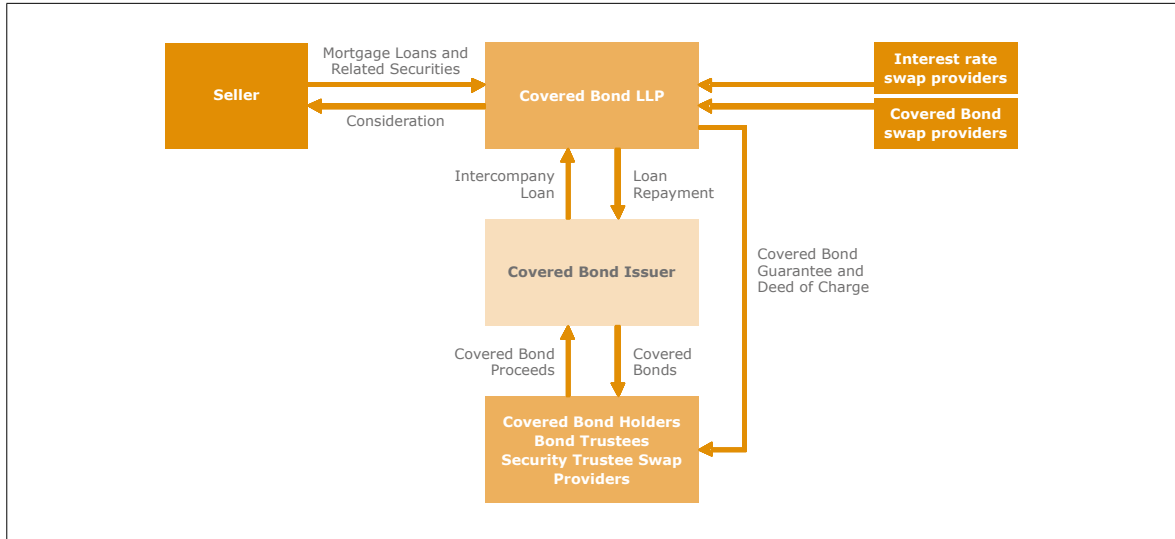 Mortgage Loans and
Related Securities
Seller
Consideration
Covered Bond LLP
Interest rate
swap providers
Covered Bond
swap providers
Intercompany
Loan
Loan
Repayment
Covered Bond Issuer
Covered Bond
Guarantee and
Deed of Charge
Covered Bond
Proceeds
Covered
Bonds
Covered Bond Holders
Bond Trustees
Security Trustee Swap
Providers